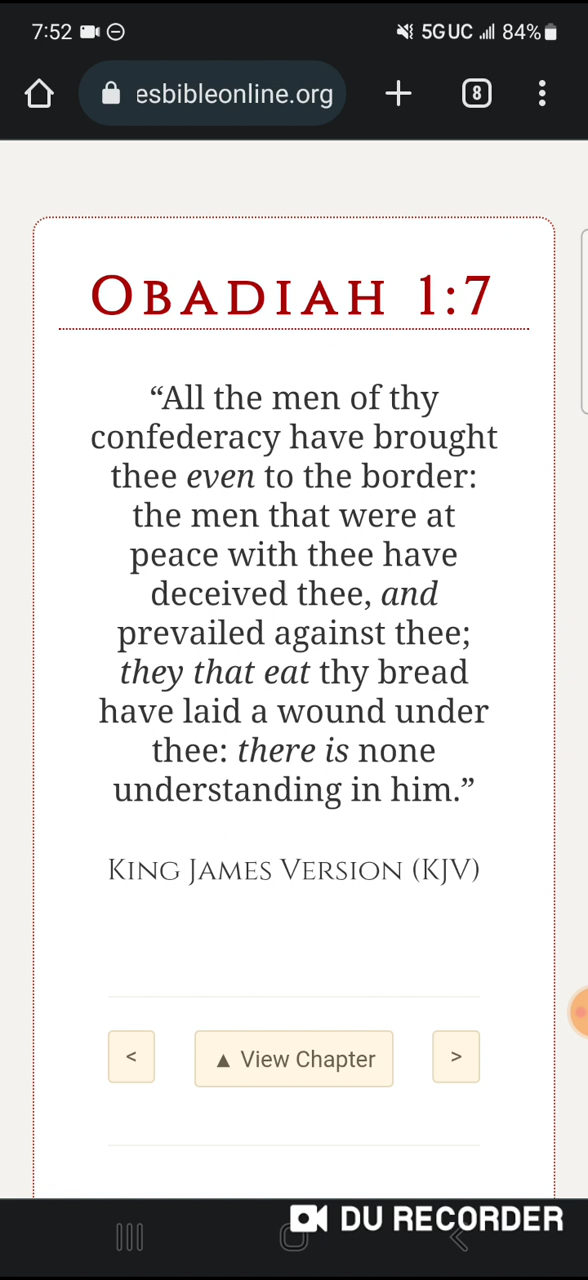 7:52 5GUC 84%
esbibleonline.org 8
OBADIAH 1:7
“All the men of thy
confederacy have brought
thee even to the border:
the men that were at
peace with thee have
deceived thee, and
prevailed against thee;
they that eat thy bread
have laid a wound under
thee: there is none
understanding in him.”
KING JAMES VERSION (KJV)
< ▲ View Chapter >
DU RECORDER